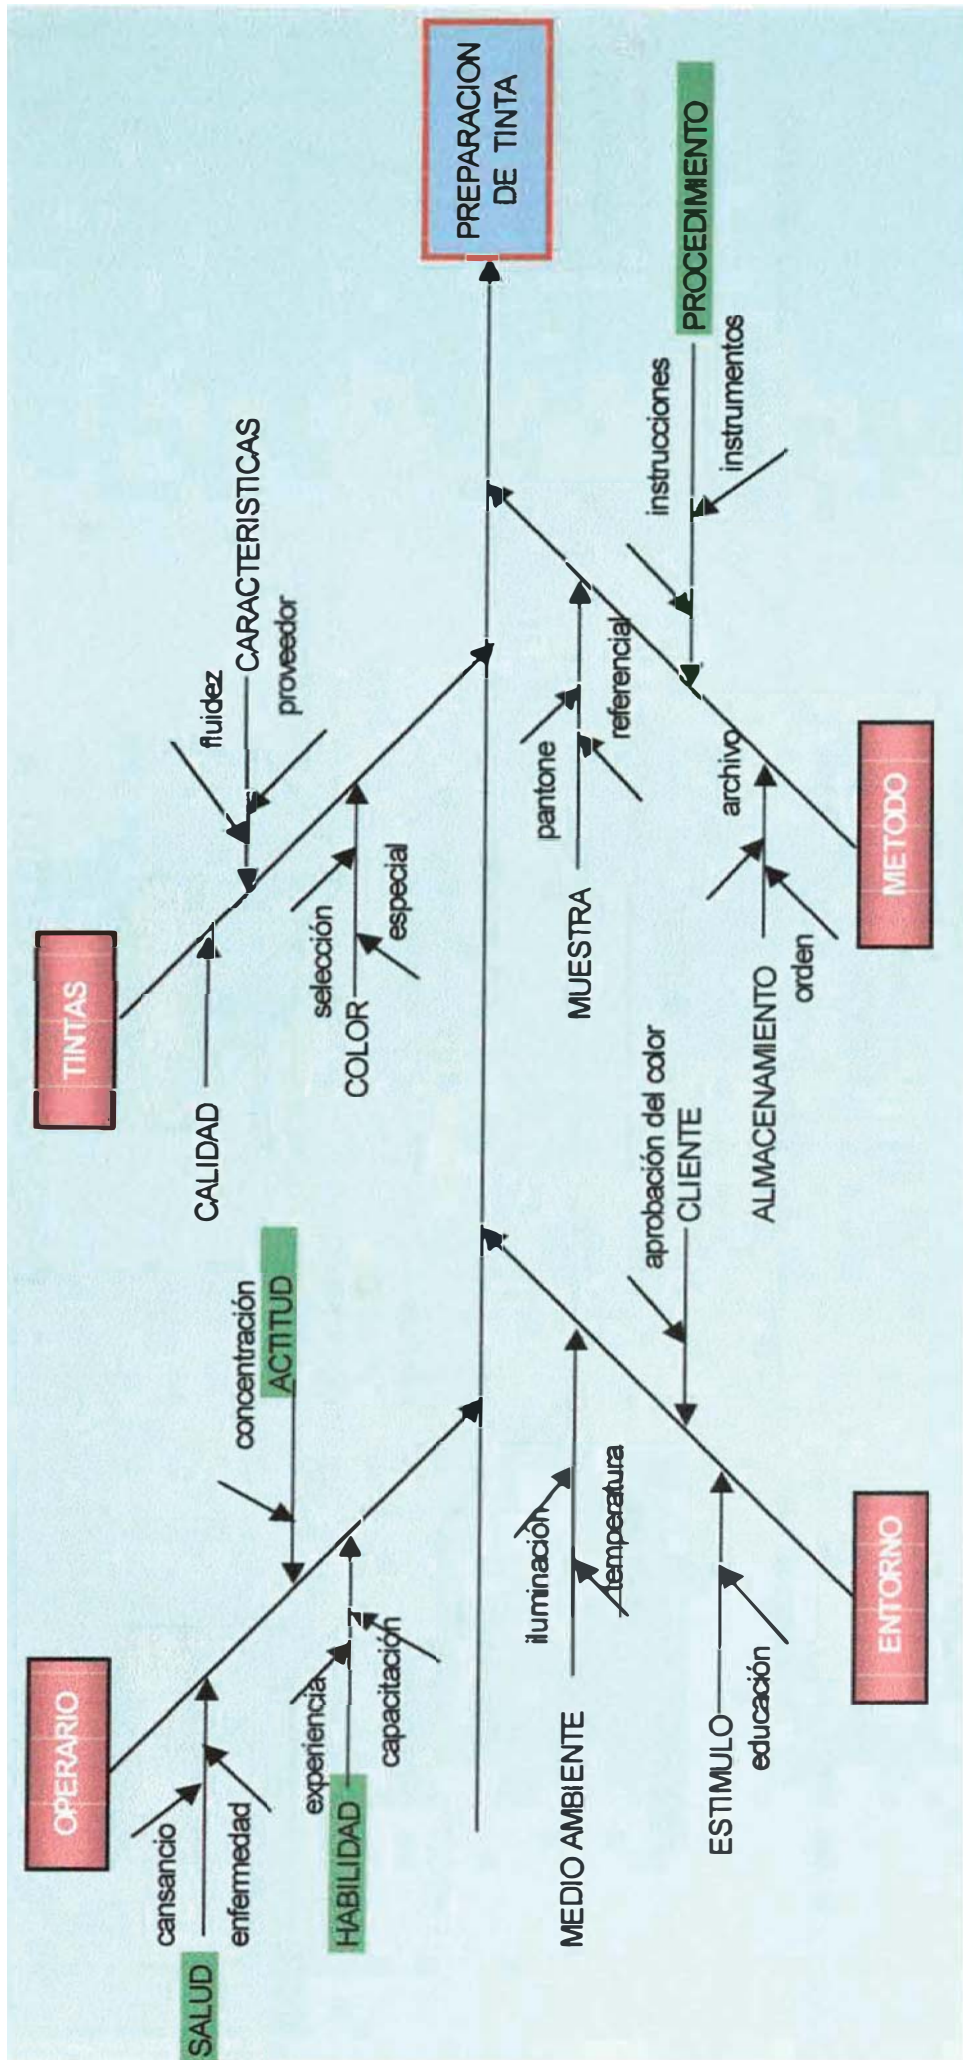 OPERARIO
TINTAS
cansancio
SALUD
enfermedad
concentración
ACTITUD
experiencia
HABILIDAD
capacitación
CALIDAD
fluidez
CARACTERISTICAS
proveedor
selección
COLOR
especial
PREPARACION
DE TINTA
iluminación
MEDIO AMBIENTE
temperatura
aprobación del color
CLIENTE
ESTIMULO
educación
pantone
MUESTRA
referencial
instrucciones
PROCEDIMIENTO
instrumentos
archivo
ALMACENAMIENTO
orden
ENTORNO
METODO